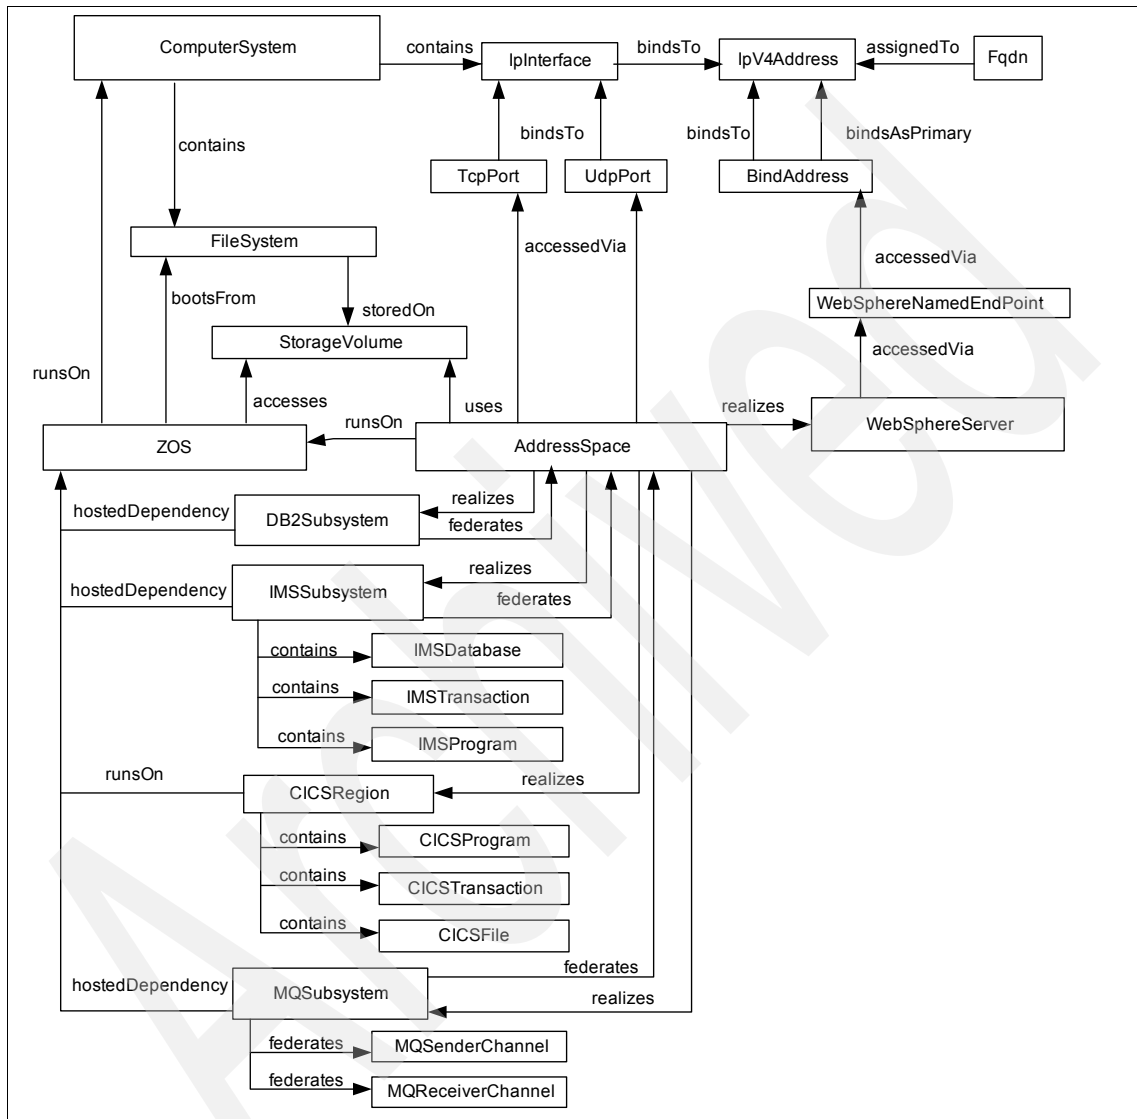 ComputerSystem
contains
IpInterface
bindsTo
IpV4Address
assignedTo
Fqdn
contains
bindsTo
bindsTo
bindsAsPrimary
TcpPort
UdpPort
BindAddress
FileSystem
accessedVia
accessedVia
bootsFrom
storedOn
WebSphereNamedEndPoint
StorageVolume
accessedVia
runsOn
accesses
uses
realizes
runsOn
WebSphereServer
ZOS
AddressSpace
realizes
hostedDependency
DB2Subsystem
federates
realizes
hostedDependency
IMSSubsystem
federates
contains
IMSDatabase
contains
IMSTransaction
contains
IMSProgram
runsOn
CICSRegion
realizes
contains
CICSProgram
contains
CICSTransaction
contains
CICSFile
federates
hostedDependency
MQSubsystem
realizes
federates
MQSenderChannel
federates
MQReceiverChannel
Archived